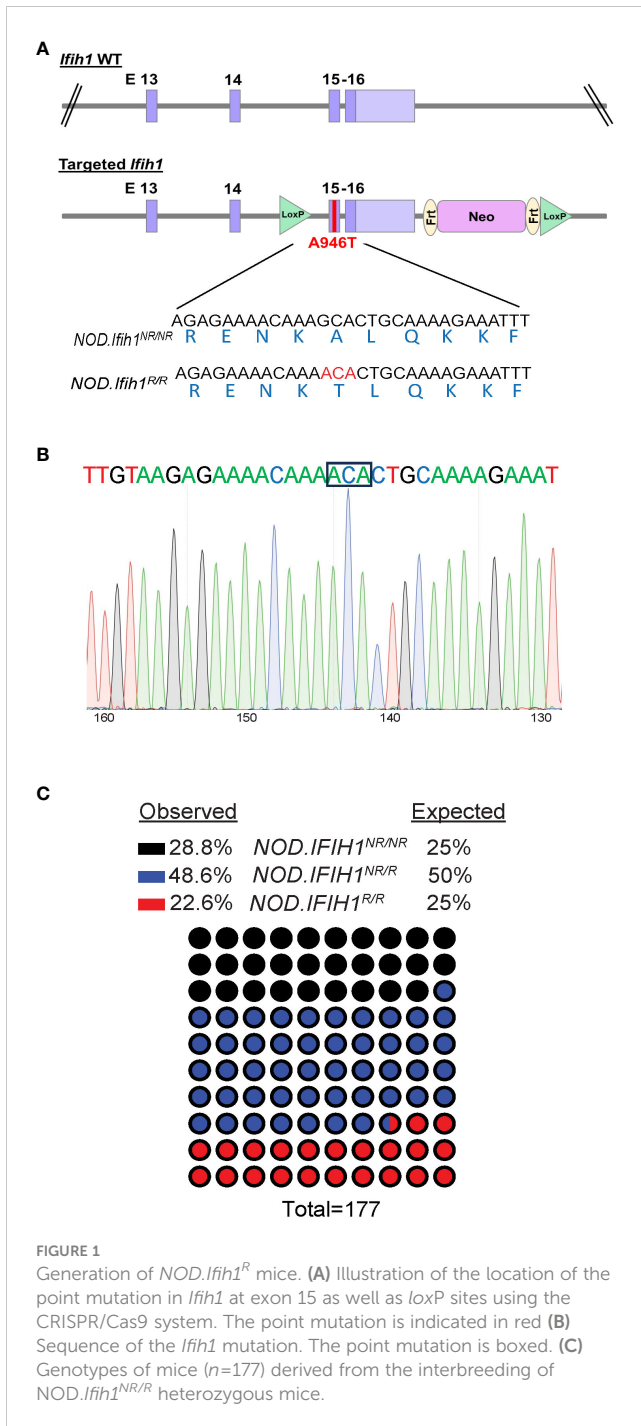 A
Ifih1 WT
E 13 14 15-16
Targeted Ifih1
E 13 14 15-16
LoxP Frt Neo Frt LoxP
A946T
AGAGAAAACAAAGCACTGCAAAAGAAATTT
NOD.Ifih1NR/NR R E N K A L Q K K F
AGAGAAAACAAAACACTGCAAAAGAAATTT
NOD.Ifih1R/R R E N K T L Q K K F
B
TTGTAAGAGAAAACAAAACACTGCAAAAGAAAT
160 150 140 130
C
Observed Expected
28.8% NOD.IFIH1NR/NR 25%
48.6% NOD.IFIH1NR/R 50%
22.6% NOD.IFIH1R/R 25%
Total=177
FIGURE 1
Generation of NOD.Ifih1R mice. (A) Illustration of the location of the
point mutation in Ifih1 at exon 15 as well as loxP sites using the
CRISPR/Cas9 system. The point mutation is indicated in red (B)
Sequence of the Ifih1 mutation. The point mutation is boxed. (C)
Genotypes of mice (n=177) derived from the interbreeding of
NOD.Ifih1NR/R heterozygous mice.